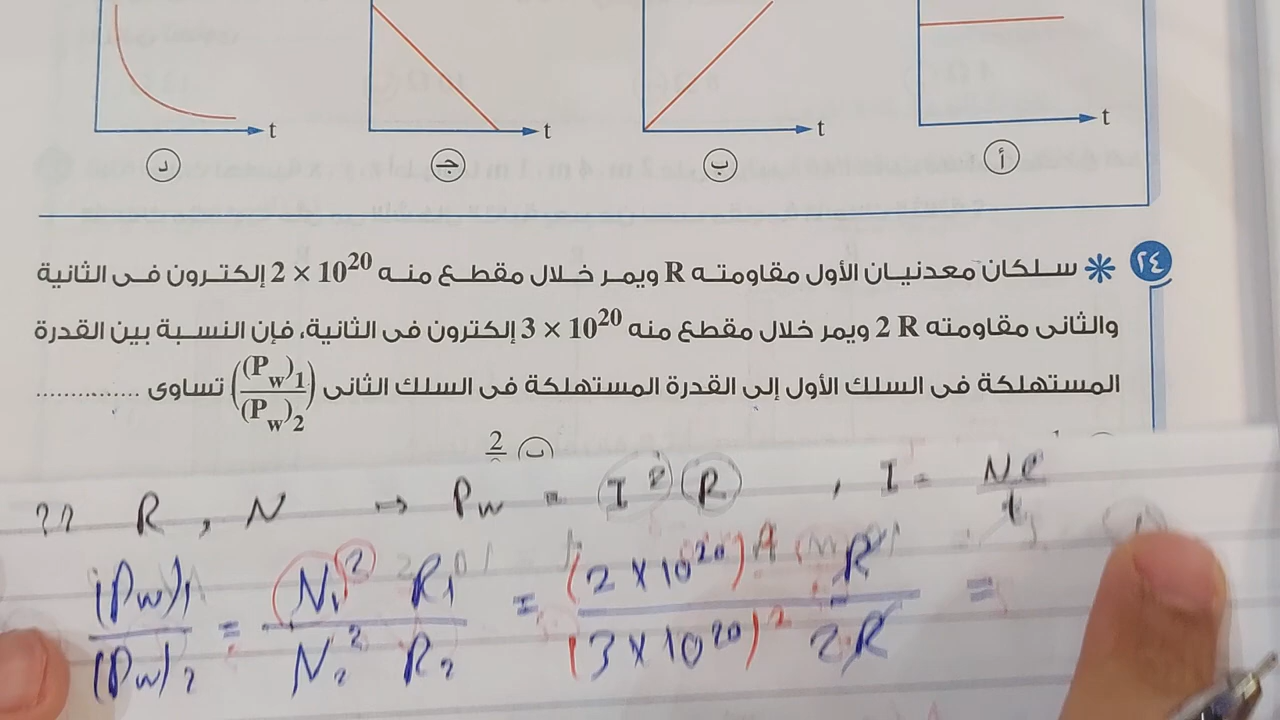 t t t t
أ ب جـ د
٢٤ * سلكان معدنيان الأول مقاومته R ويمر خلال مقطع منه 2 × 10^20 إلكترون فى الثانية
والثانى مقاومته 2 R ويمر خلال مقطع منه 3 × 10^20 إلكترون فى الثانية، فإن النسبة بين القدرة
المستهلكة فى السلك الأول إلى القدرة المستهلكة فى السلك الثانى ((P_w)_1 / (P_w)_2) تساوى ...............
ب 2
?? R , N → P_w = I^2 R , I = Ne/t
(P_w)_1 / (P_w)_2 = N_1^2 R_1 / N_2^2 R_2 = (2 × 10^20) R / (3 × 10^20)^2 2R =